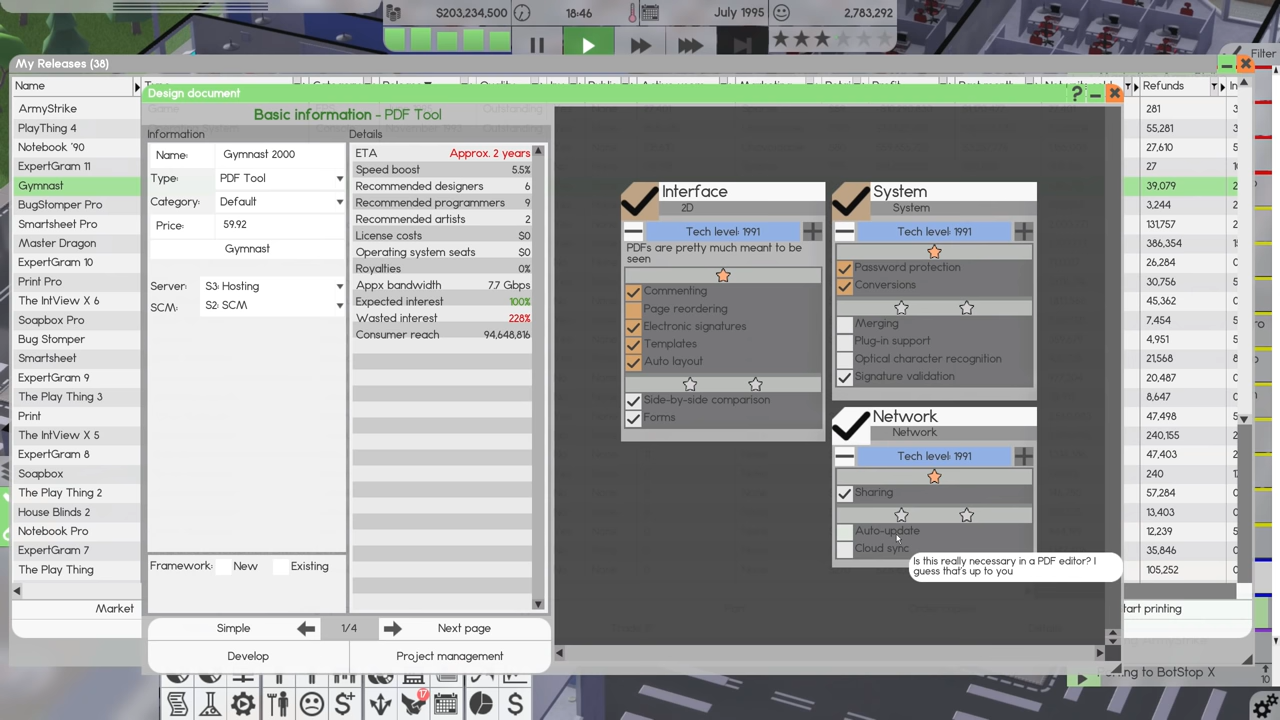 $203,234,500
18:46
July 1995
2,783,292
Filter
My Releases (38)
Name
Refunds
Design document
ArmyStrike
PlayThing 4
Notebook '90
ExpertGram 11
Gymnast
BugStomper Pro
Smartsheet Pro
Master Dragon
ExpertGram 10
Print Pro
The IntView X 6
Soapbox Pro
Bug Stomper
Smartsheet
ExpertGram 9
The Play Thing 3
Print
The IntView X 5
ExpertGram 8
Soapbox
The Play Thing 2
House Blinds 2
Notebook Pro
ExpertGram 7
The Play Thing
Market
Basic information - PDF Tool
Information
Name: Gymnast 2000
Type: PDF Tool
Category: Default
Price: 59.92
Gymnast
Server: S3: Hosting
SCM: S2: SCM
Framework: New Existing
Details
ETA Approx. 2 years
Speed boost 5.5%
Recommended designers 6
Recommended programmers 9
Recommended artists 2
License costs $0
Operating system seats $0
Royalties 0%
Appx bandwidth 7.7 Gbps
Expected interest 100%
Wasted interest 228%
Consumer reach 94,648,816
Simple
1/4
Next page
Develop
Project management
Interface
2D
Tech level: 1991
PDFs are pretty much meant to be
seen
Commenting
Page reordering
Electronic signatures
Templates
Auto layout
Side-by-side comparison
Forms
System
System
Tech level: 1991
Password protection
Conversions
Merging
Plug-in support
Optical character recognition
Signature validation
Network
Network
Tech level: 1991
Sharing
Auto-update
Cloud sync
Is this really necessary in a PDF editor? I
guess that's up to you
281
55,281
27,610
27
39,079
3,244
131,757
386,354
26,284
30,756
45,362
7,454
4,951
21,568
20,487
8,647
47,498
240,155
47,403
240
57,284
13,403
12,239
35,846
105,252
tart printing
ting to BotStop X
17
10